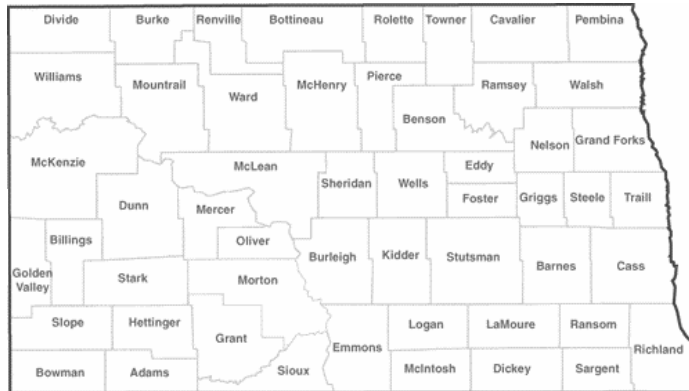 Divide
Burke
Renville
Bottineau
Rolette
Towner
Cavalier
Pembina
Williams
Mountrail
Ward
McHenry
Pierce
Ramsey
Walsh
Benson
Nelson
Grand Forks
McKenzie
McLean
Eddy
Sheridan
Wells
Foster
Griggs
Steele
Traill
Dunn
Mercer
Oliver
Billings
Golden
Valley
Stark
Morton
Burleigh
Kidder
Stutsman
Barnes
Cass
Slope
Hettinger
Grant
Emmons
Logan
LaMoure
Ransom
Richland
Bowman
Adams
Sioux
McIntosh
Dickey
Sargent